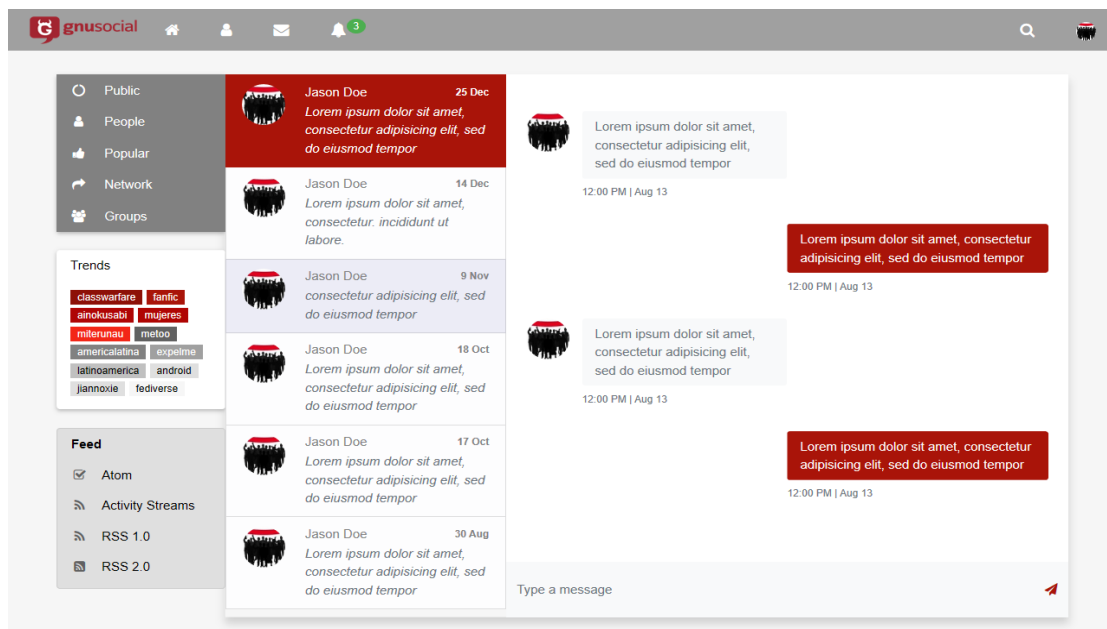 gnusocial
3
Public
People
Popular
Network
Groups
Trends
classwarfare fanfic
ainokusabi mujeres
miterunau metoo
americalatina expelme
latinoamerica android
jiannoxie fediverse
Feed
Atom
Activity Streams
RSS 1.0
RSS 2.0
Jason Doe 25 Dec
Lorem ipsum dolor sit amet,
consectetur adipisicing elit, sed
do eiusmod tempor
Jason Doe 14 Dec
Lorem ipsum dolor sit amet,
consectetur. incididunt ut
labore.
Jason Doe 9 Nov
consectetur adipisicing elit, sed
do eiusmod tempor
Jason Doe 18 Oct
Lorem ipsum dolor sit amet,
consectetur adipisicing elit, sed
do eiusmod tempor
Jason Doe 17 Oct
Lorem ipsum dolor sit amet,
consectetur adipisicing elit, sed
do eiusmod tempor
Jason Doe 30 Aug
Lorem ipsum dolor sit amet,
consectetur adipisicing elit, sed
do eiusmod tempor
Lorem ipsum dolor sit amet,
consectetur adipisicing elit,
sed do eiusmod tempor
12:00 PM | Aug 13
Lorem ipsum dolor sit amet, consectetur
adipisicing elit, sed do eiusmod tempor
12:00 PM | Aug 13
Lorem ipsum dolor sit amet,
consectetur adipisicing elit,
sed do eiusmod tempor
12:00 PM | Aug 13
Lorem ipsum dolor sit amet, consectetur
adipisicing elit, sed do eiusmod tempor
12:00 PM | Aug 13
Type a message